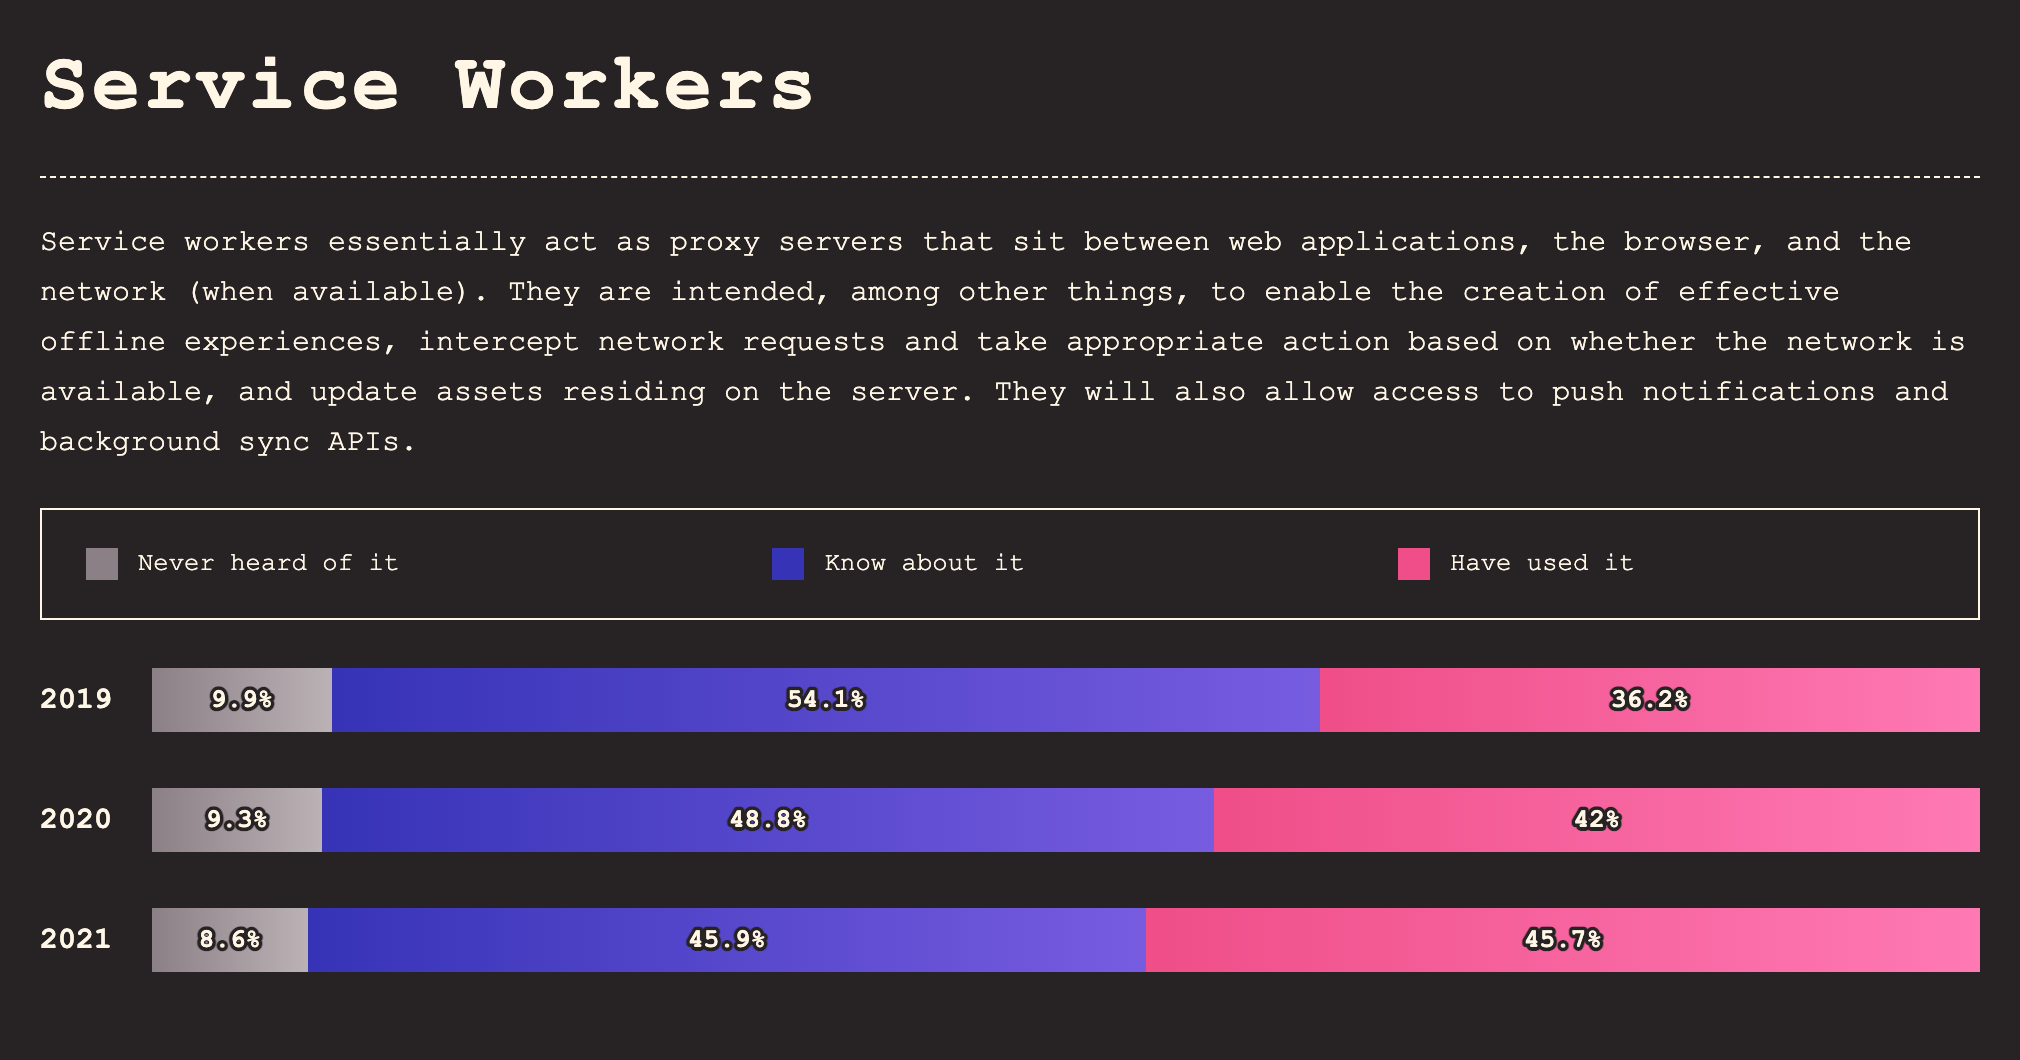 Service Workers
Service workers essentially act as proxy servers that sit between web applications, the browser, and the
network (when available). They are intended, among other things, to enable the creation of effective
offline experiences, intercept network requests and take appropriate action based on whether the network is
available, and update assets residing on the server. They will also allow access to push notifications and
background sync APIs.
Never heard of it Know about it Have used it
2019 9.9% 54.1% 36.2%
2020 9.3% 48.8% 42%
2021 8.6% 45.9% 45.7%